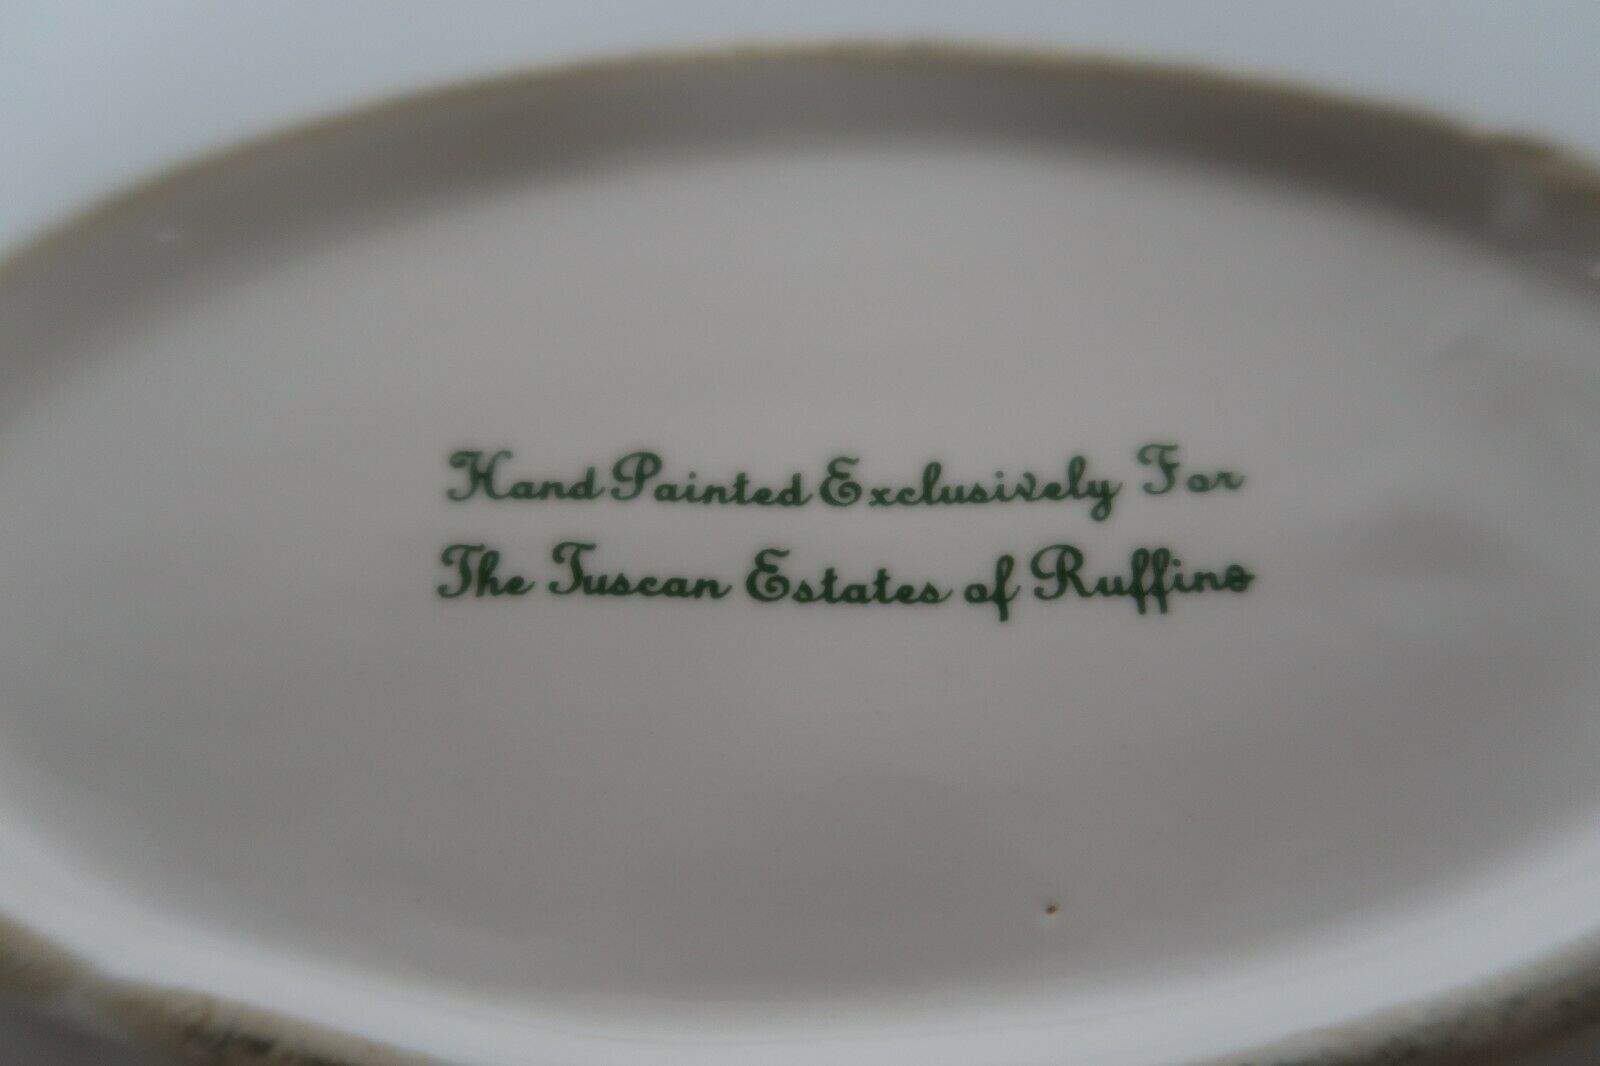 Hand Painted Exclusively For
The Tuscan Estates of Ruffino